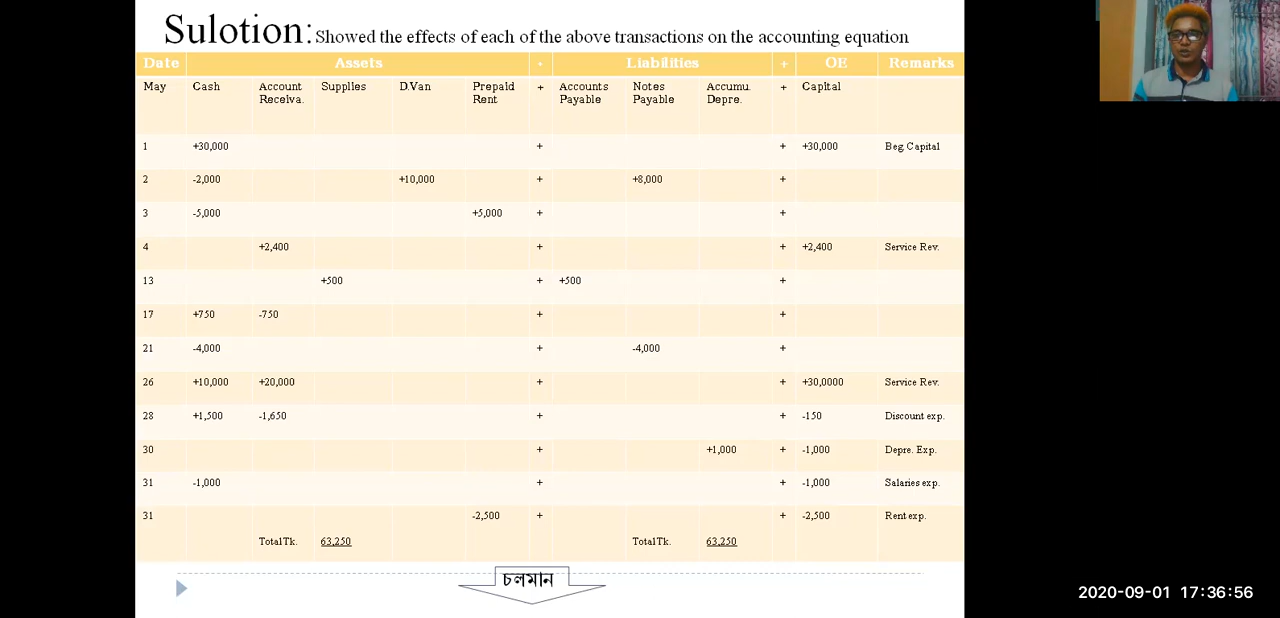 Sulotion: Showed the effects of each of the above transactions on the accounting equation
Date Assets + Liabilities + OE Remarks
May Cash Account Receiva. Supplies D.Van Prepaid Rent + Accounts Payable Notes Payable Accumu. Depre. + Capital
1 +30,000 + + +30,000 Beg. Capital
2 -2,000 +10,000 + +8,000 +
3 -5,000 +5,000 + +
4 +2,400 + + +2,400 Service Rev.
13 +500 + +500 +
17 +750 -750 + +
21 -4,000 + -4,000 +
26 +10,000 +20,000 + + +30,0000 Service Rev.
28 +1,500 -1,650 + + -150 Discount exp.
30 + +1,000 + -1,000 Depre. Exp.
31 -1,000 + + -1,000 Salaries exp.
31 -2,500 + + -2,500 Rent exp.
Total Tk. 63,250 Total Tk. 63,250
চলমান
2020-09-01 17:36:56